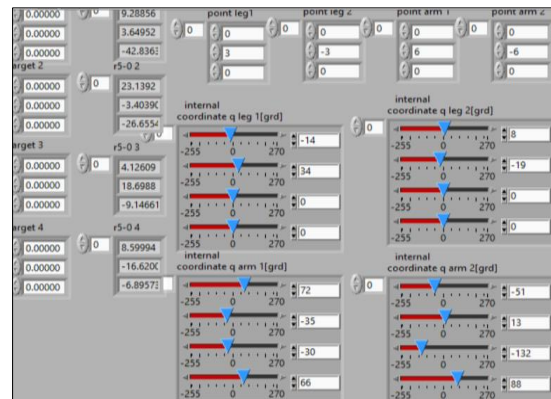 point leg1 point leg 2 point arm 1 point arm 2
0.00000 9.28856 0 0 0 0 0 0 0 0
0.00000 3.64952 3 -3 6 -6
0.00000 -42.8363 0 0 0 0
arget 2 r5-0 2
0.00000 0 23.1392
0.00000 -3.4039(
0.00000 -26.6554
internal
coordinate q leg 1[grd]
internal
coordinate q leg 2[grd]
0
-14
-255 0 270
34
-255 0 270
0
-255 0 270
0
-255 0 270
0
8
-255 0 270
-19
-255 0 270
0
-255 0 270
0
-255 0 270
arget 3 r5-0 3
0.00000 0 4.12609
0.00000 18.6988
0.00000 -9.14661
arget 4 r5-0 4
0.00000 0 8.59994
0.00000 -16.620(
0.00000 -6.89573
internal
coordinate q arm 1[grd]
internal
coordinate q arm 2[grd]
72
-255 0 270
-35
-255 0 270
-30
-255 0 270
66
-255 0 270
0
-51
-255 0 270
13
-255 0 270
-132
-255 0 270
88
-255 0 270